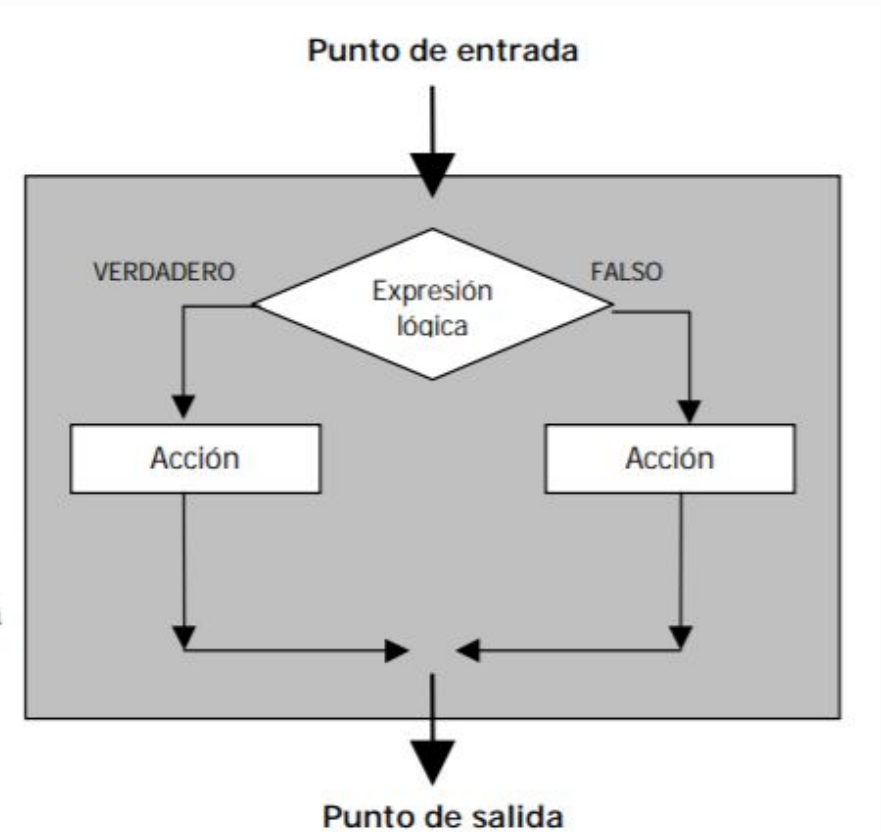 Punto de entrada
VERDADERO
FALSO
Expresión
lógica
Acción
Acción
Punto de salida